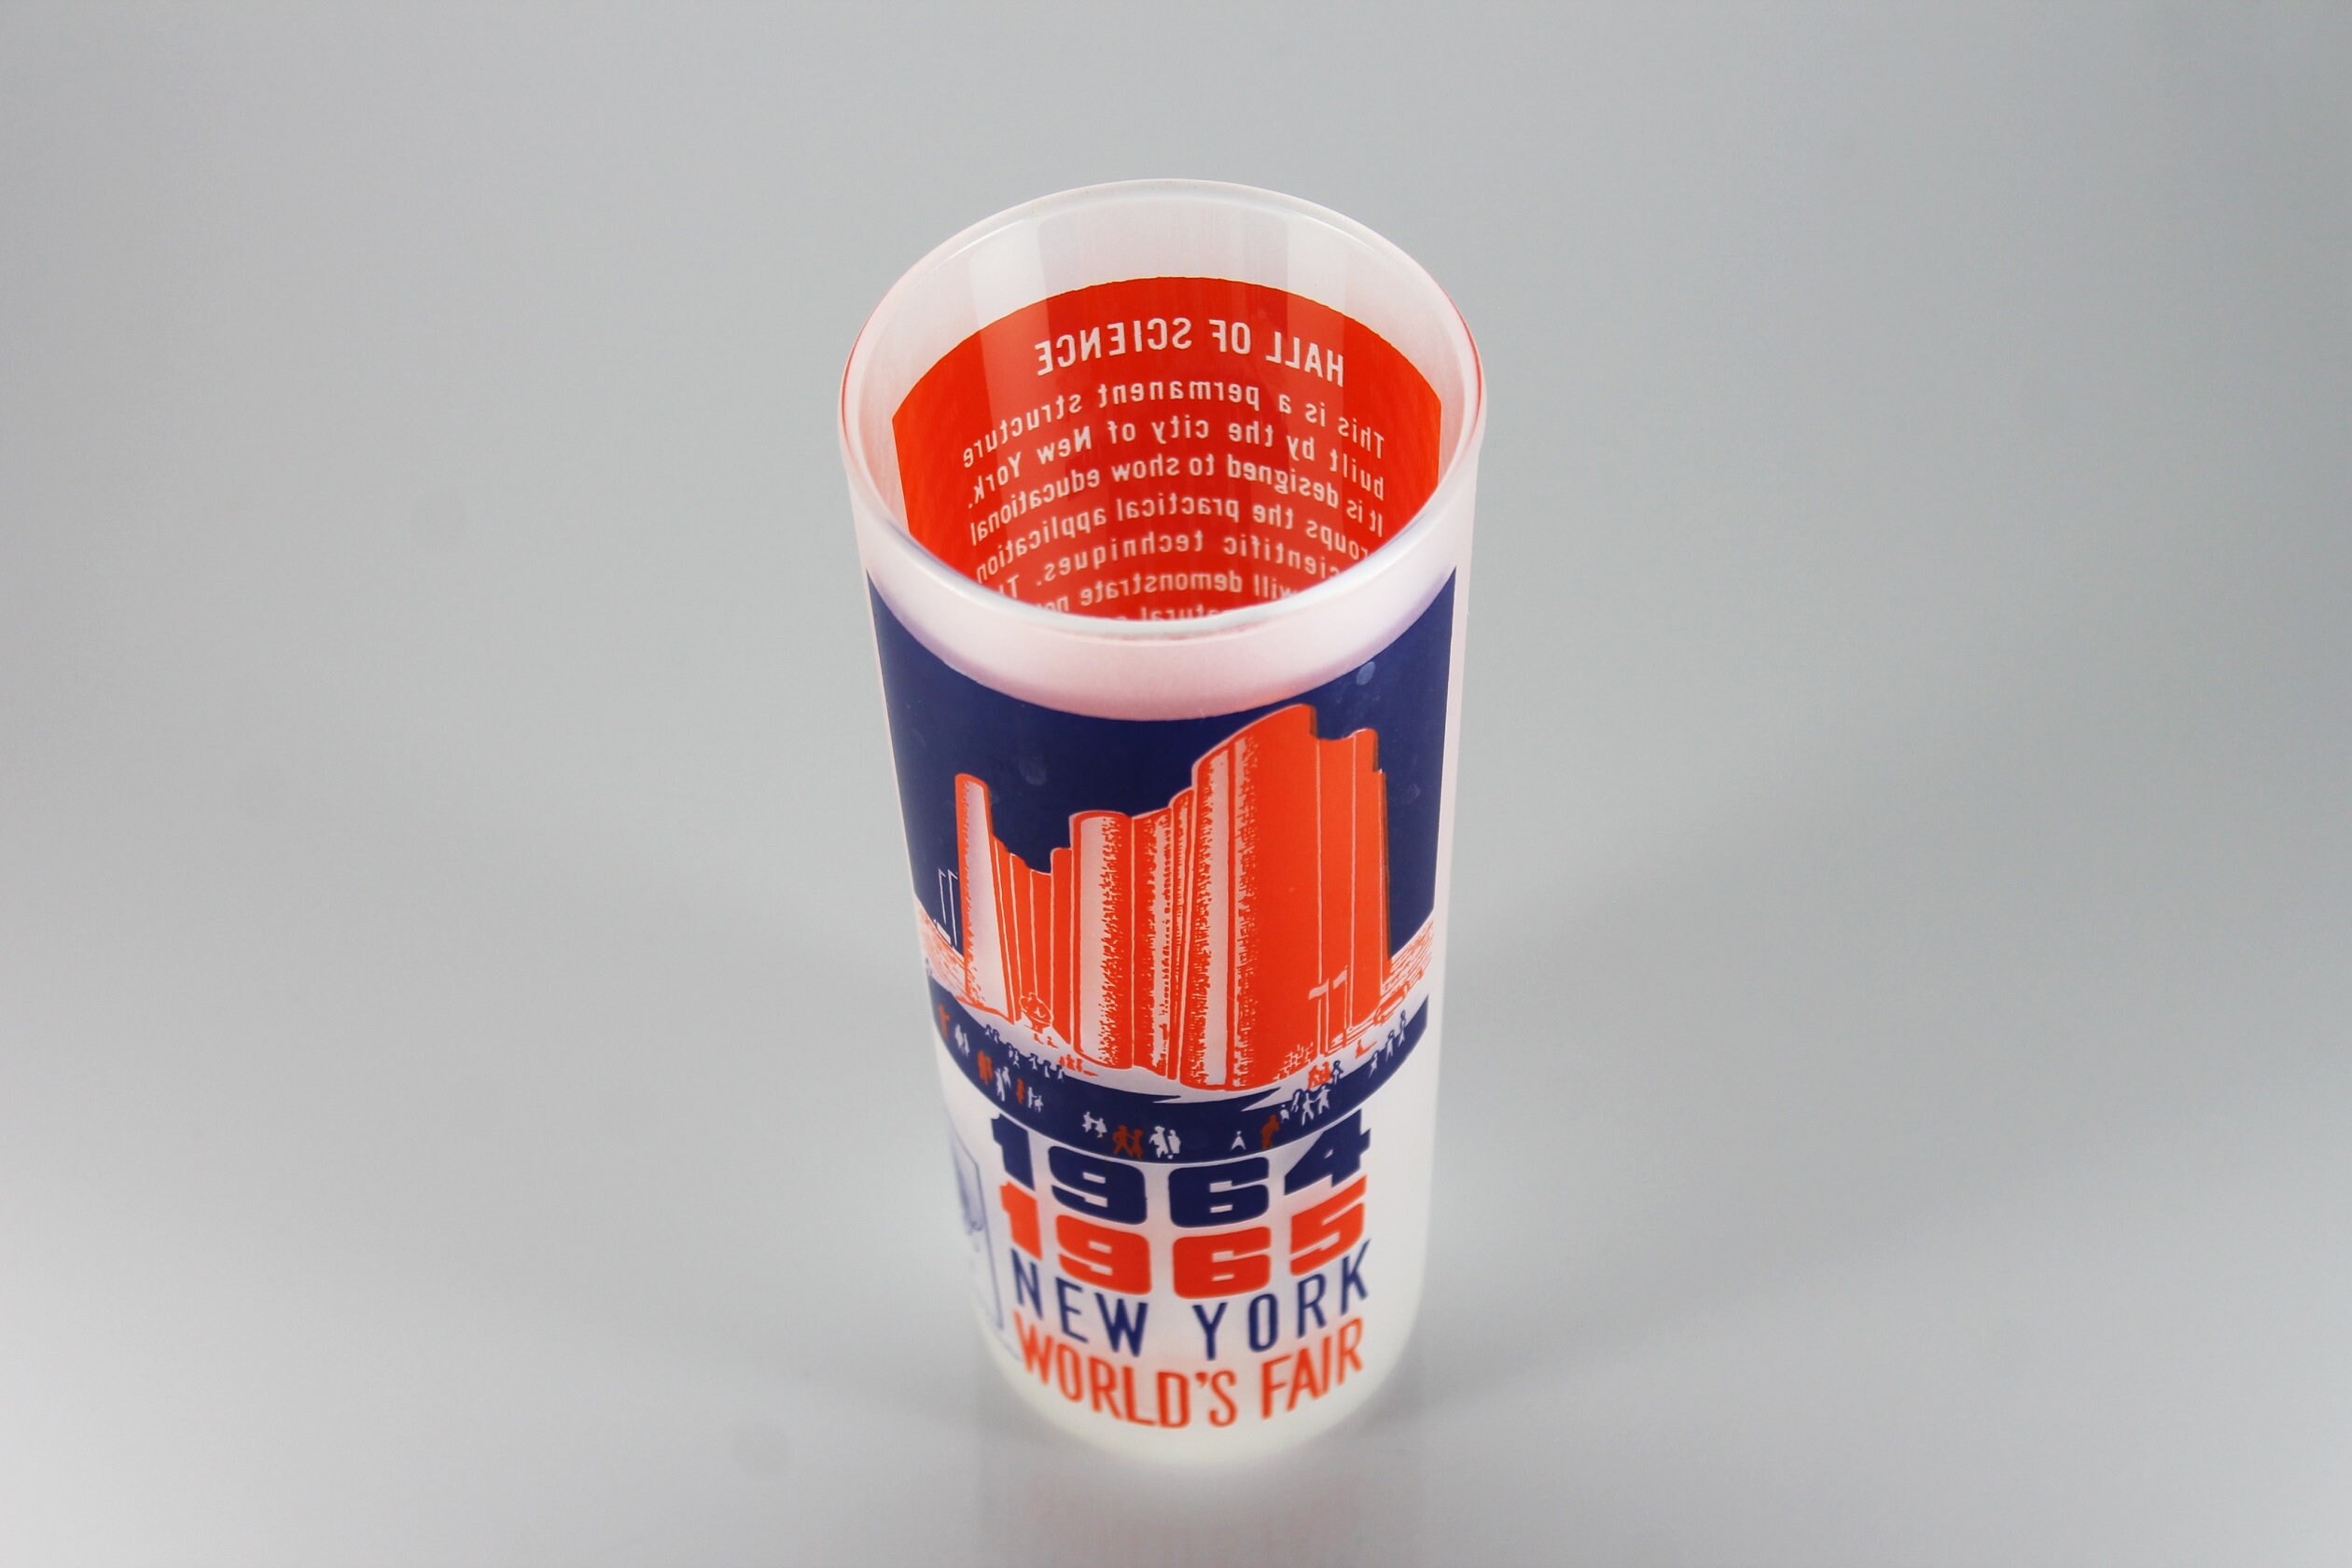 HALL OF SCIENCE
This is a permanent structure
built by the city of New York.
It is designed to show educational
the practical application
techniques.
will demonstrate
1964
1965
NEW YORK
WORLD'S FAIR